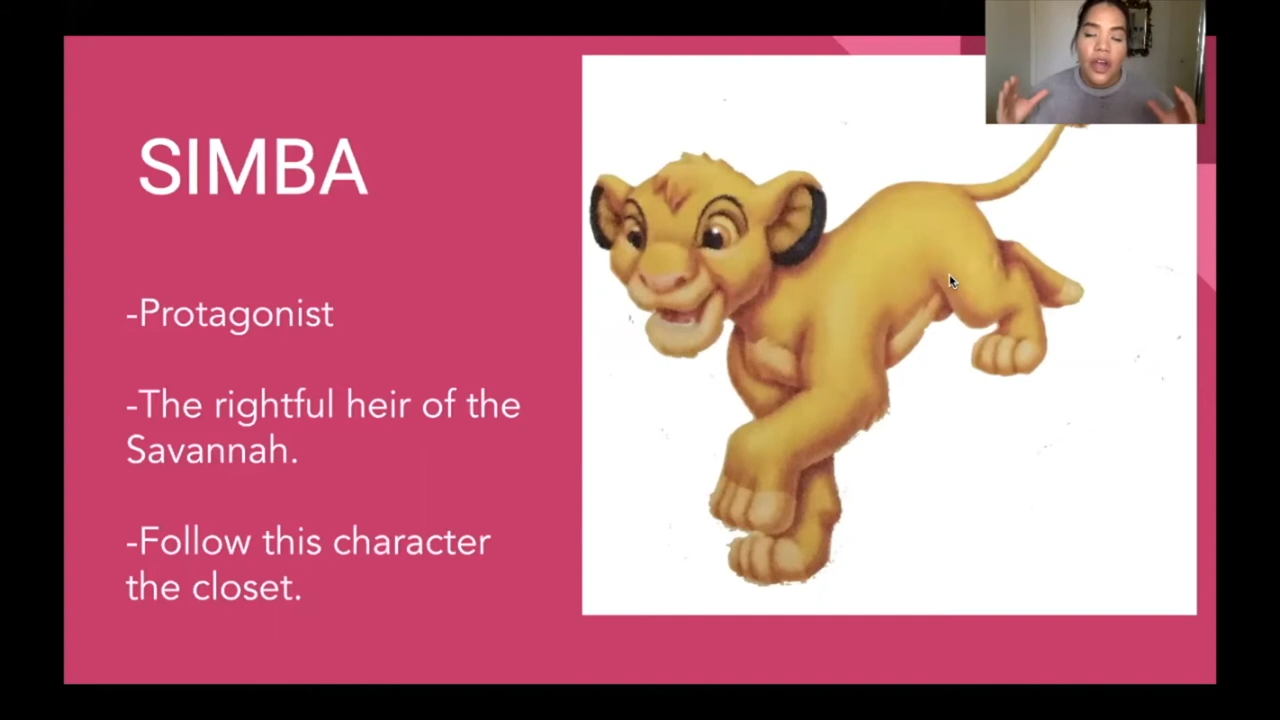 SIMBA
-Protagonist
-The rightful heir of the
Savannah.
-Follow this character
the closet.